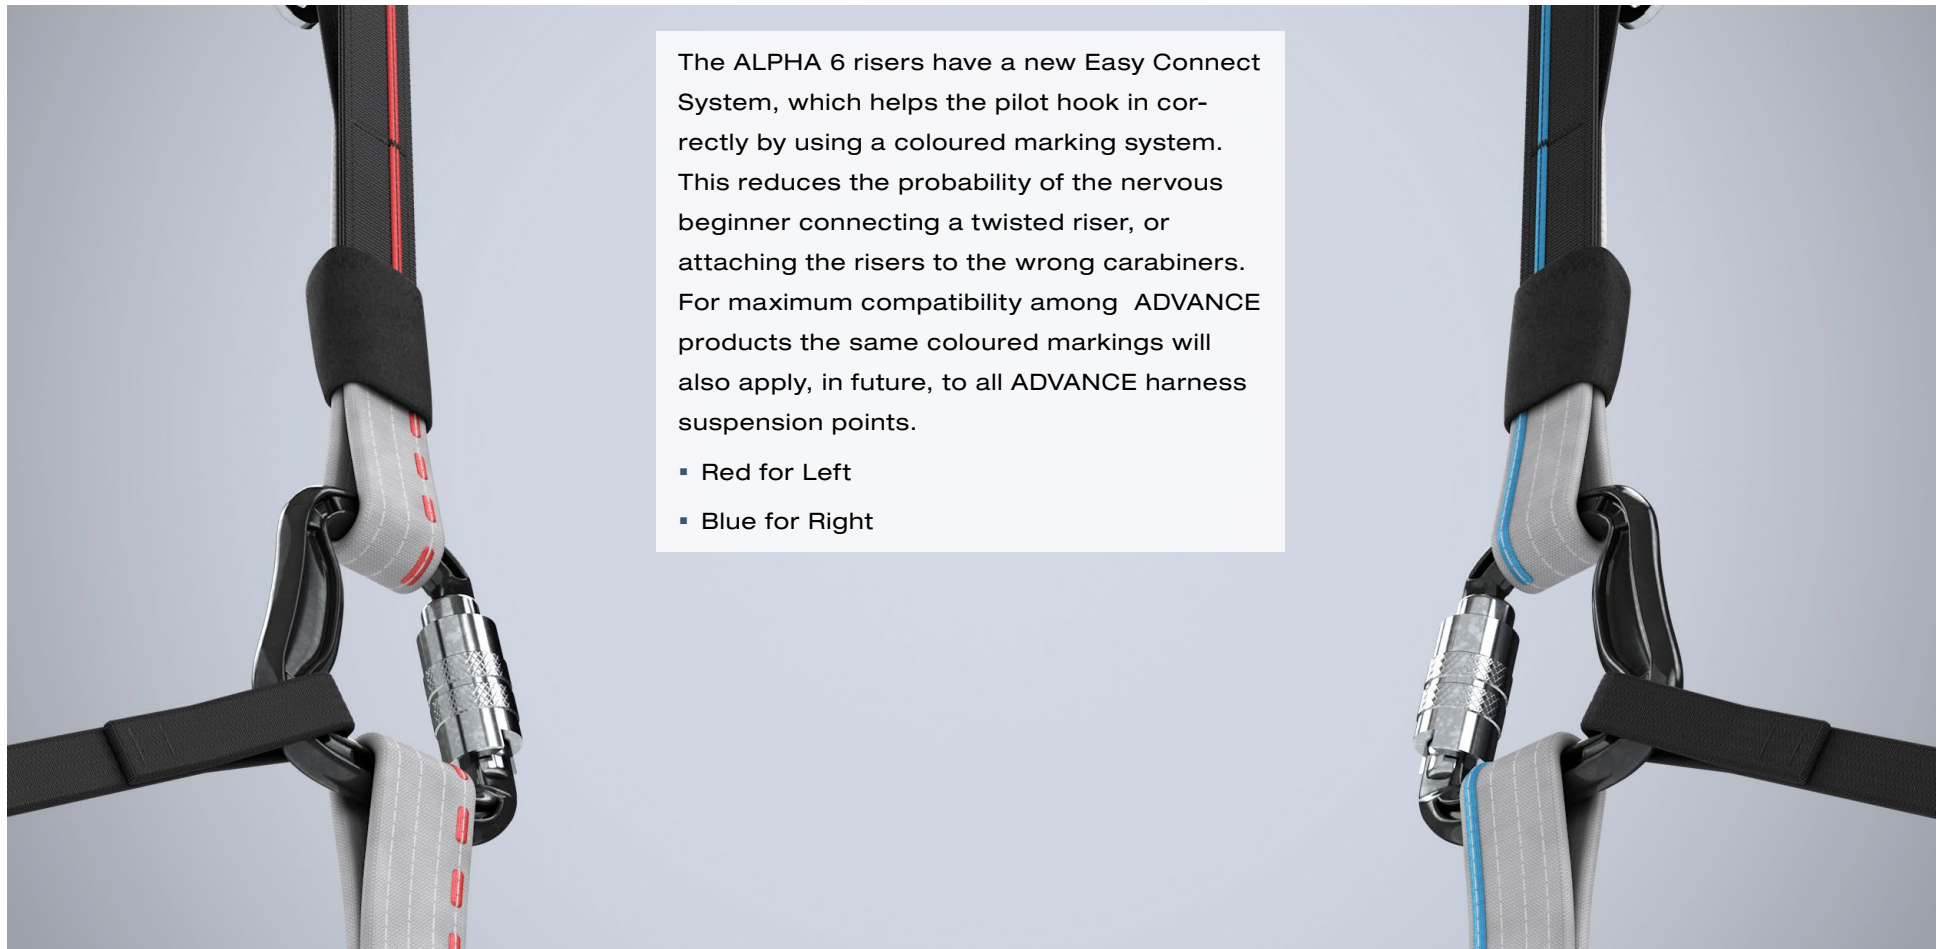 The ALPHA 6 risers have a new Easy Connect
System, which helps the pilot hook in cor-
rectly by using a coloured marking system.
This reduces the probability of the nervous
beginner connecting a twisted riser, or
attaching the risers to the wrong carabiners.
For maximum compatibility among  ADVANCE
products the same coloured markings will
also apply, in future, to all ADVANCE harness
suspension points.
▪ Red for Left
▪ Blue for Right